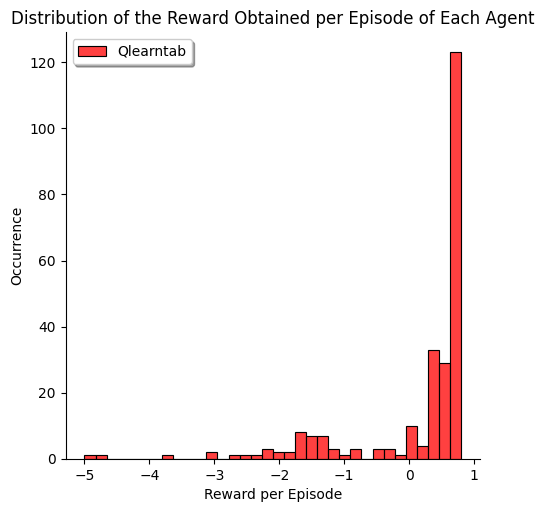 Distribution of the Reward Obtained per Episode of Each Agent
Qlearntab
120
100
80
60
40
20
0
Occurrence
−5 −4 −3 −2 −1 0 1
Reward per Episode